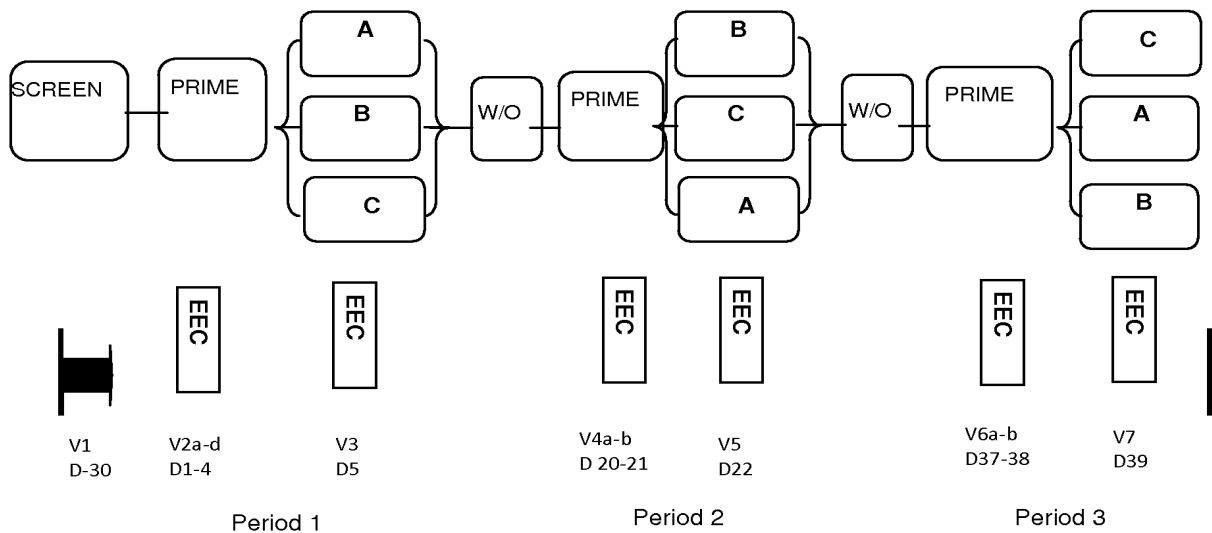 SCREEN
PRIME
A
B
C
W/O
PRIME
B
C
A
W/O
PRIME
C
A
B
EEC
EEC
EEC
EEC
EEC
EEC
V1
D-30
V2a-d
D1-4
V3
D5
V4a-b
D 20-21
V5
D22
V6a-b
D37-38
V7
D39
Period 1
Period 2
Period 3